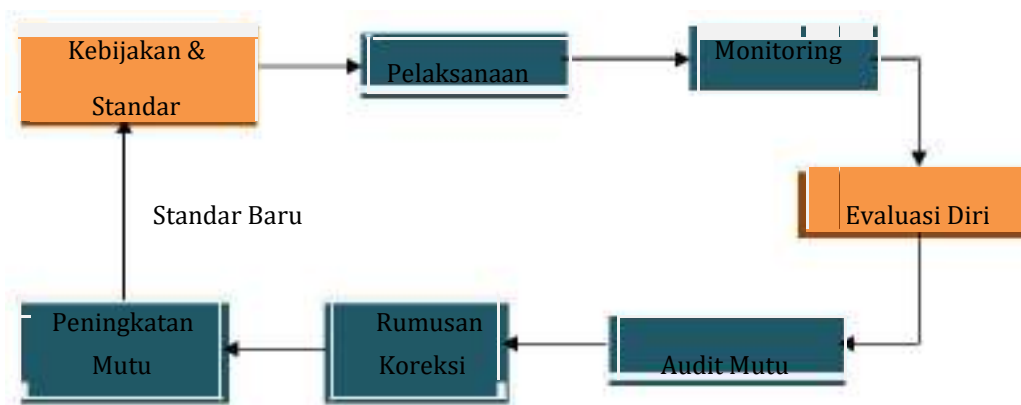 Kebijakan &
Standar
Pelaksanaan
Monitoring
Evaluasi Diri
Standar Baru
Peningkatan
Mutu
Rumusan
Koreksi
Audit Mutu